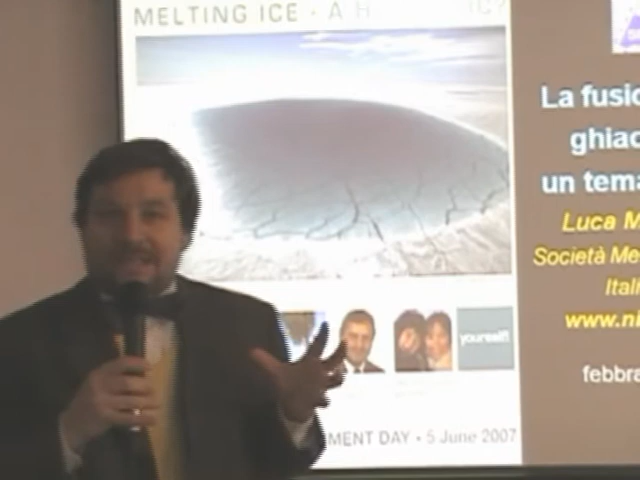 MELTING ICE - A H
La fusio
ghiac
un tema
Luca M
Società Me
Itali
www.ni
yourself!
febbra
MENT DAY • 5 June 2007